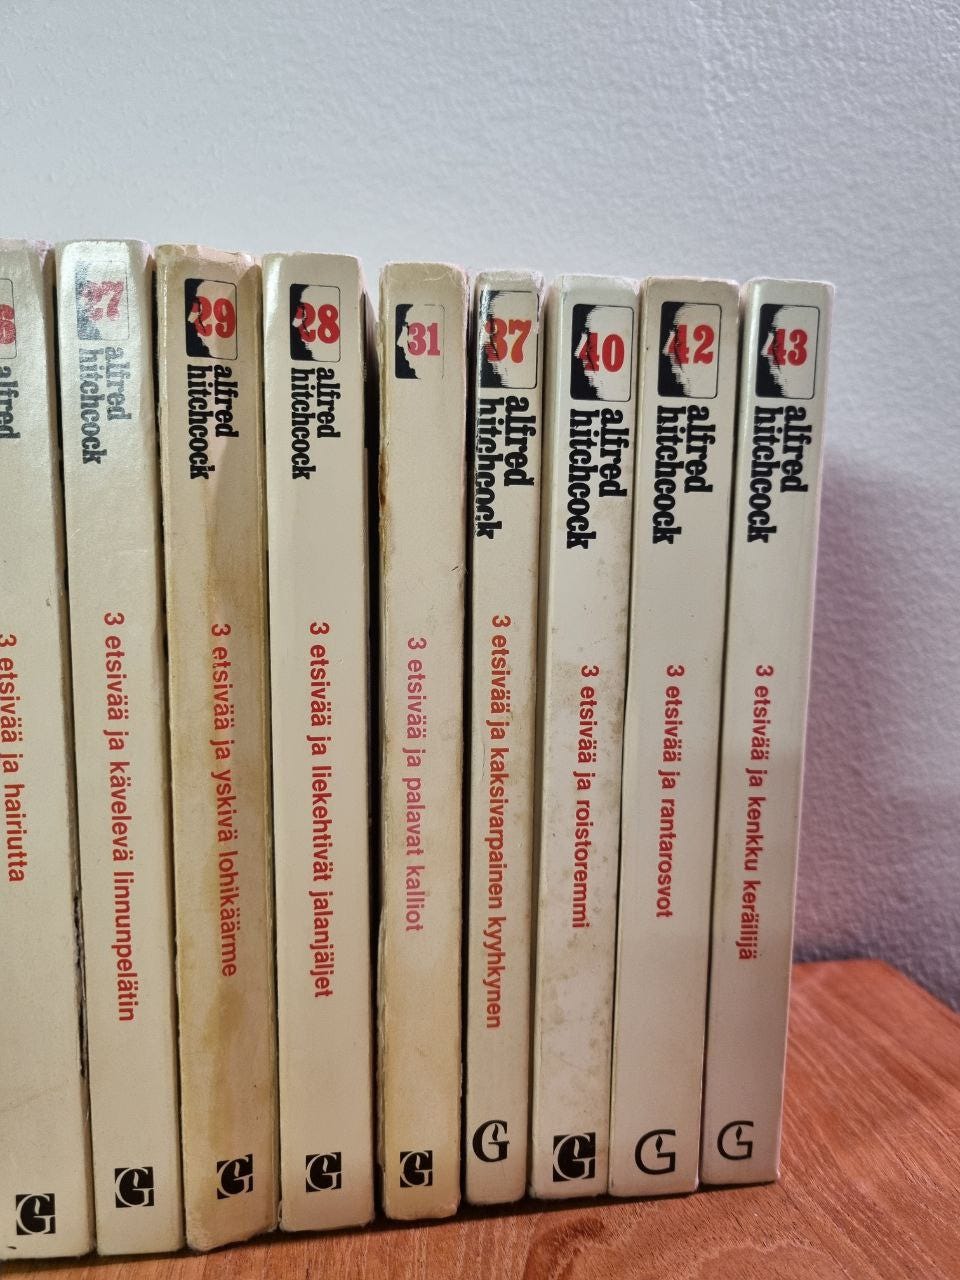 alfred
3 etsivää ja hairiutta
alfred
hitchcock
3 etsivää ja kävelevä linnunpelätin
G
29
alfred
hitchcock
3 etsivää ja yskivä lohikäärme
G
28
alfred
hitchcock
3 etsivää ja liekehtivät jalanjäljet
G
31
3 etsivää ja palavat kalliot
G
37
alfred
hitchcock
3 etsivää ja kaksivarpainen kyyhkynen
G
40
alfred
hitchcock
3 etsivää ja roistoremmi
G
42
alfred
hitchcock
3 etsivää ja rantarosvot
G
43
alfred
hitchcock
3 etsivää ja kenkku keräilijä
G